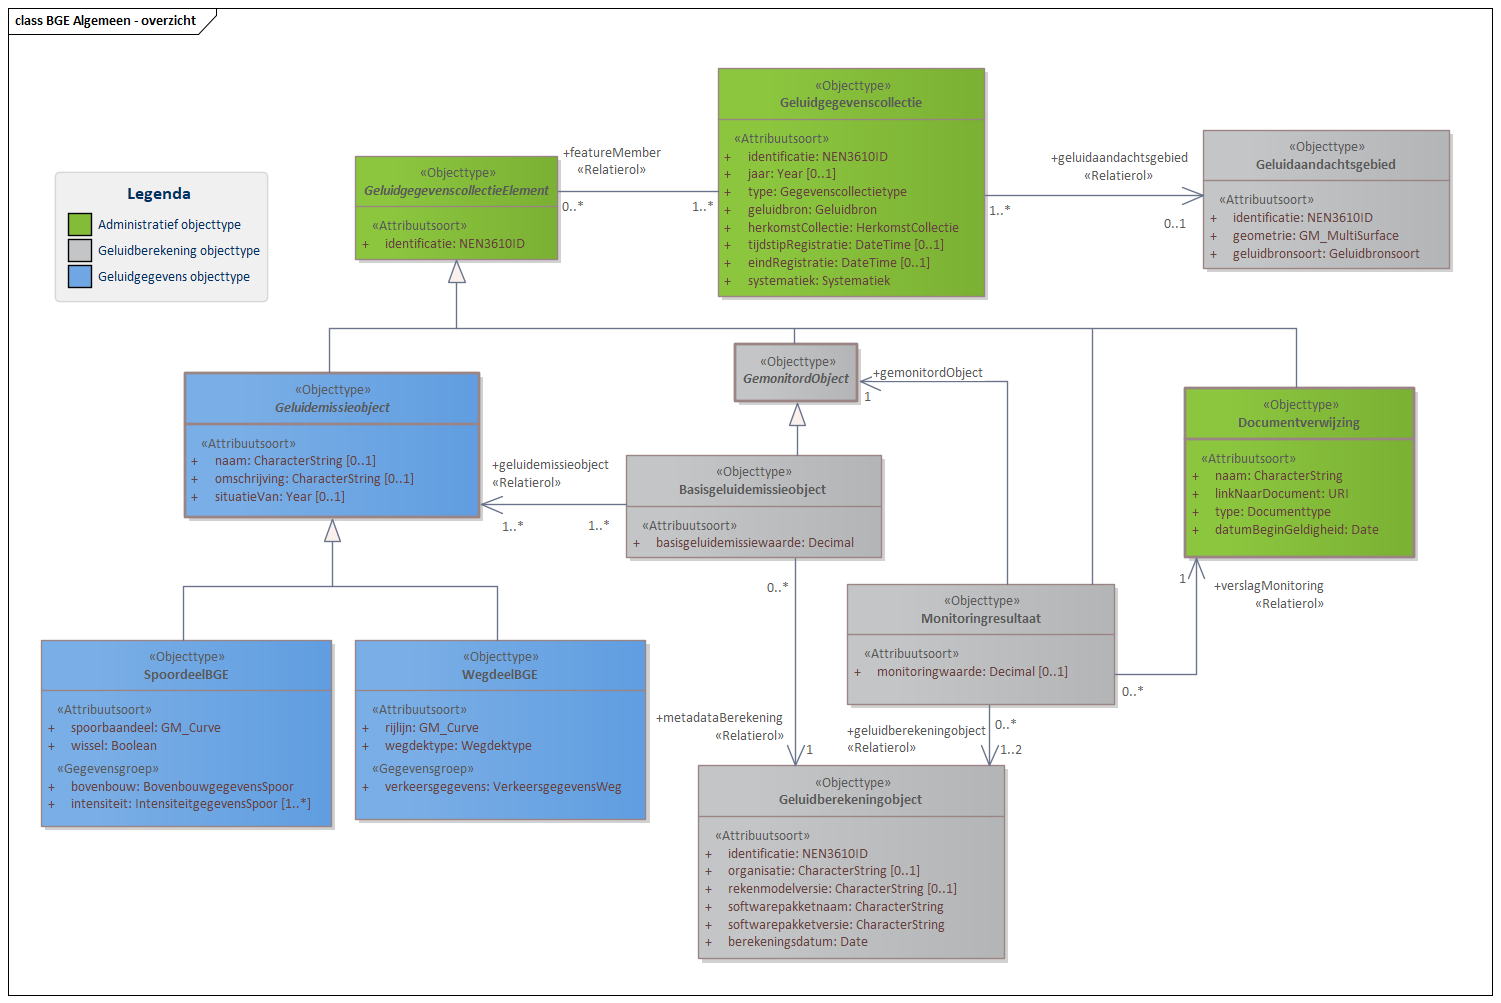 class BGE Algemeen - overzicht
Legenda
Administratief objecttype
Geluidberekening objecttype
Geluidgegevens objecttype
«Objecttype»
GeluidgegevenscollectieElement
«Attribuutsoort»
+ identificatie: NEN3610ID
+featureMember
«Relatierol»
0..*
1..*
«Objecttype»
Geluidgegevenscollectie
«Attribuutsoort»
+ identificatie: NEN3610ID
+ jaar: Year [0..1]
+ type: Gegevenscollectietype
+ geluidbron: Geluidbron
+ herkomstCollectie: HerkomstCollectie
+ tijdstipRegistratie: DateTime [0..1]
+ eindRegistratie: DateTime [0..1]
+ systematiek: Systematiek
+geluidaandachtsgebied
«Relatierol»
1..*
0..1
«Objecttype»
Geluidaandachtsgebied
«Attribuutsoort»
+ identificatie: NEN3610ID
+ geometrie: GM_MultiSurface
+ geluidbronsoort: Geluidbronsoort
«Objecttype»
Geluidemissieobject
«Attribuutsoort»
+ naam: CharacterString [0..1]
+ omschrijving: CharacterString [0..1]
+ situatieVan: Year [0..1]
«Objecttype»
GemonitordObject
+gemonitordObject
1
«Objecttype»
Documentverwijzing
«Attribuutsoort»
+ naam: CharacterString
+ linkNaarDocument: URI
+ type: Documenttype
+ datumBeginGeldigheid: Date
+geluidemissieobject
«Relatierol»
1..*
1..*
«Objecttype»
Basisgeluidemissieobject
«Attribuutsoort»
+ basisgeluidemissiewaarde: Decimal
0..*
1
+verslagMonitoring
«Relatierol»
«Objecttype»
Monitoringresultaat
«Attribuutsoort»
+ monitoringwaarde: Decimal [0..1]
0..*
«Objecttype»
SpoordeelBGE
«Attribuutsoort»
+ spoorbaandeel: GM_Curve
+ wissel: Boolean
«Gegevensgroep»
+ bovenbouw: BovenbouwgegevensSpoor
+ intensiteit: IntensiteitgegevensSpoor [1..*]
«Objecttype»
WegdeelBGE
«Attribuutsoort»
+ rijlijn: GM_Curve
+ wegdektype: Wegdektype
«Gegevensgroep»
+ verkeersgegevens: VerkeersgegevensWeg
+metadataBerekening
«Relatierol»
1
+geluidberekeningobject
«Relatierol»
0..*
1..2
«Objecttype»
Geluidberekeningobject
«Attribuutsoort»
+ identificatie: NEN3610ID
+ organisatie: CharacterString [0..1]
+ rekenmodelversie: CharacterString [0..1]
+ softwarepakketnaam: CharacterString
+ softwarepakketversie: CharacterString
+ berekeningsdatum: Date